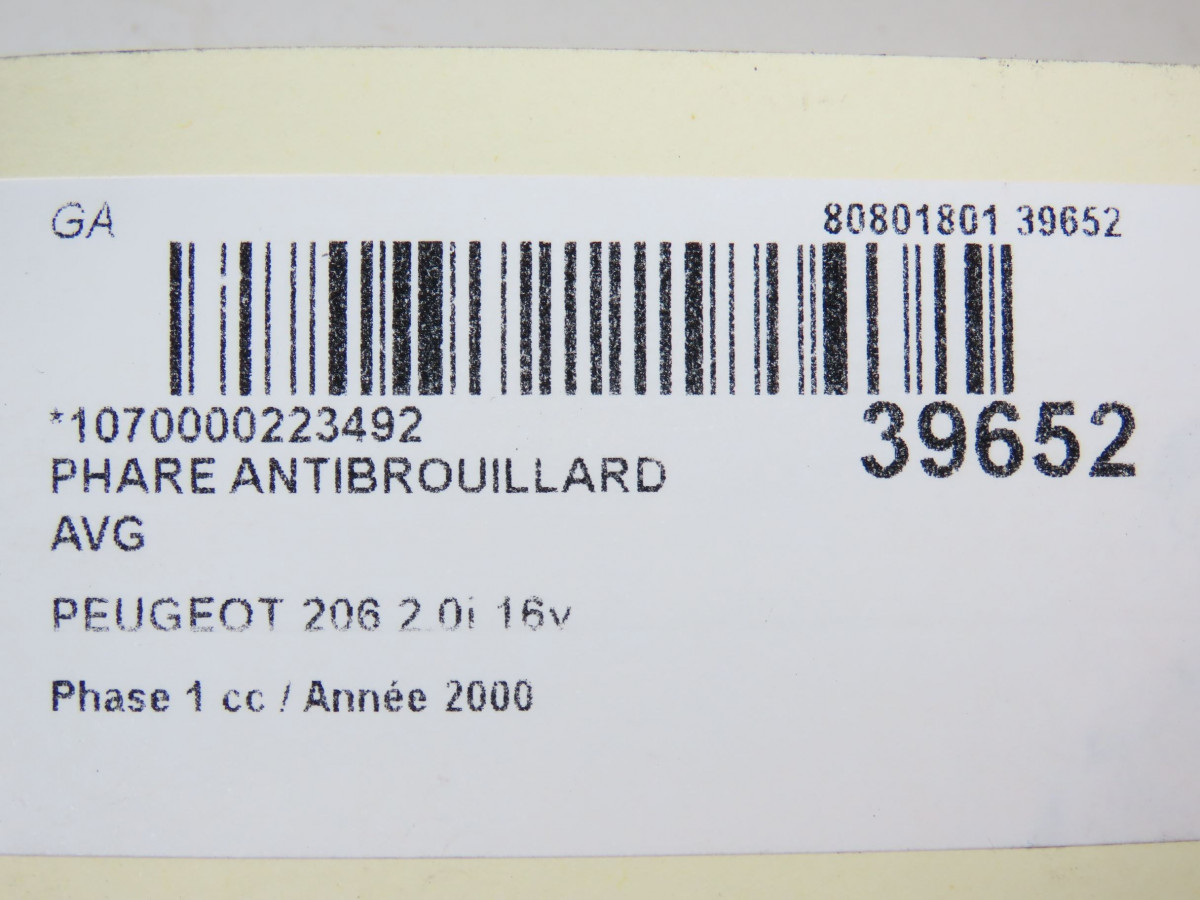 GA
80801801 39652
*1070000223492
39652
PHARE ANTIBROUILLARD
AVG
PEUGEOT 206 2.0i 16v
Phase 1 cc / Année 2000